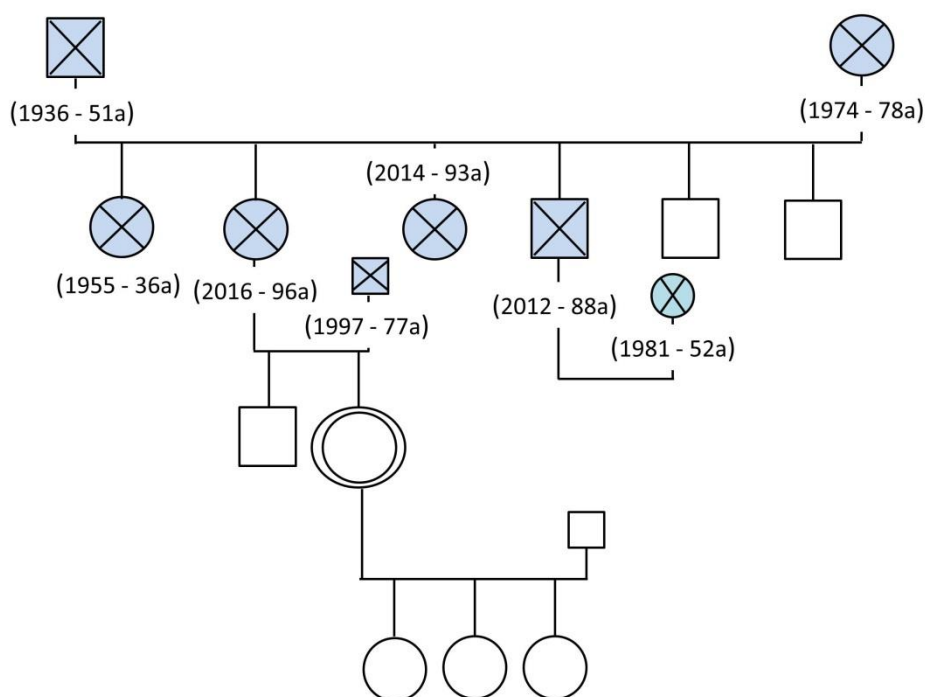 (1936 - 51a)
(1974 - 78a)
(2014 - 93a)
(1955 - 36a)
(2016 - 96a)
(1997 - 77a)
(2012 - 88a)
(1981 - 52a)